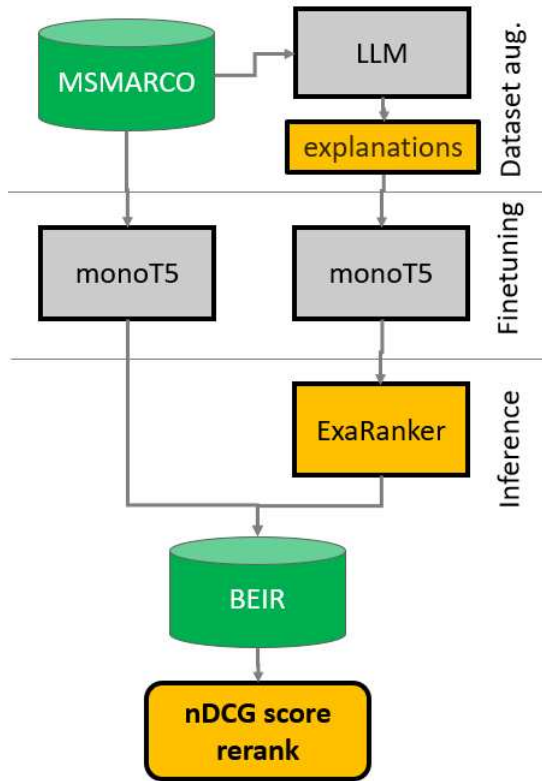 MSMARCO
LLM
explanations
Dataset aug.
monoT5
monoT5
Finetuning
ExaRanker
Inference
BEIR
nDCG score
rerank